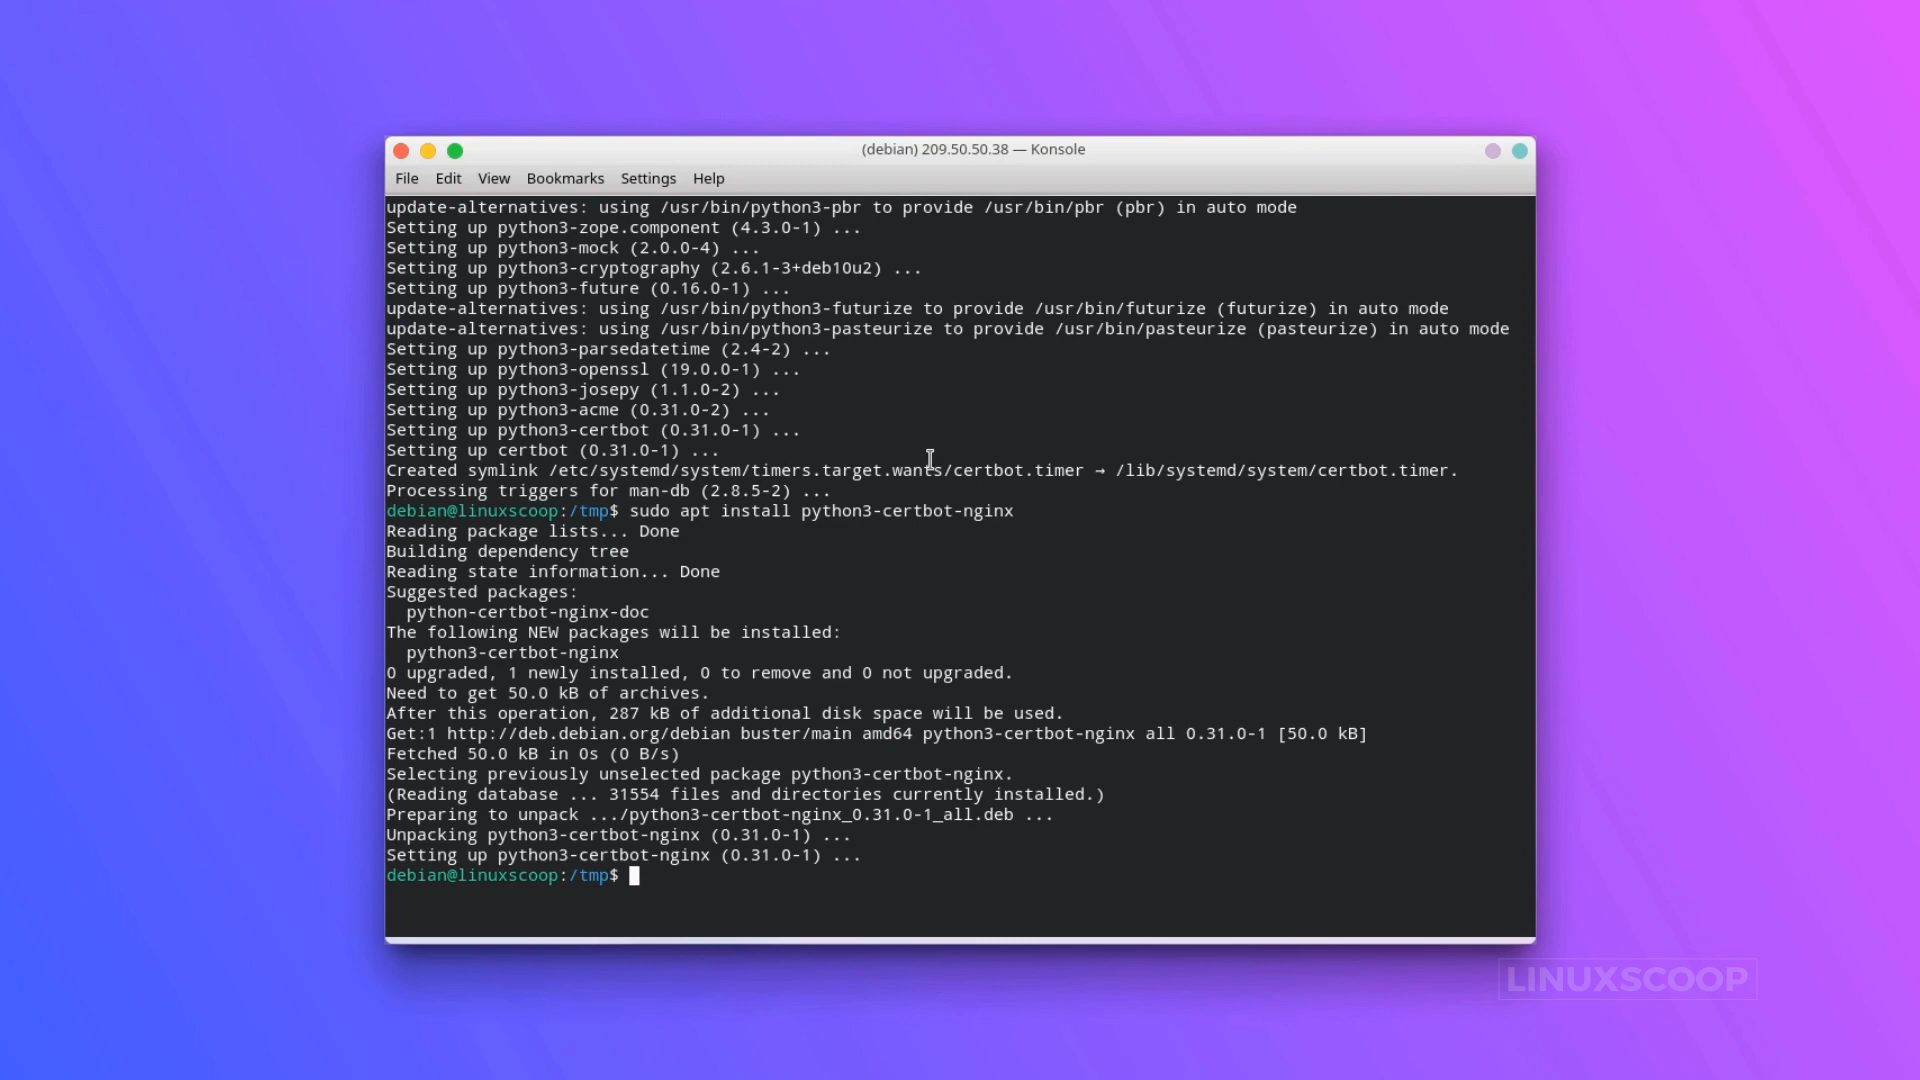 (debian) 209.50.50.38 — Konsole
File Edit View Bookmarks Settings Help
update-alternatives: using /usr/bin/python3-pbr to provide /usr/bin/pbr (pbr) in auto mode
Setting up python3-zope.component (4.3.0-1) ...
Setting up python3-mock (2.0.0-4) ...
Setting up python3-cryptography (2.6.1-3+deb10u2) ...
Setting up python3-future (0.16.0-1) ...
update-alternatives: using /usr/bin/python3-futurize to provide /usr/bin/futurize (futurize) in auto mode
update-alternatives: using /usr/bin/python3-pasteurize to provide /usr/bin/pasteurize (pasteurize) in auto mode
Setting up python3-parsedatetime (2.4-2) ...
Setting up python3-openssl (19.0.0-1) ...
Setting up python3-josepy (1.1.0-2) ...
Setting up python3-acme (0.31.0-2) ...
Setting up python3-certbot (0.31.0-1) ...
Setting up certbot (0.31.0-1) ...
Created symlink /etc/systemd/system/timers.target.wants/certbot.timer → /lib/systemd/system/certbot.timer.
Processing triggers for man-db (2.8.5-2) ...
debian@linuxscoop:/tmp$ sudo apt install python3-certbot-nginx
Reading package lists... Done
Building dependency tree
Reading state information... Done
Suggested packages:
  python-certbot-nginx-doc
The following NEW packages will be installed:
  python3-certbot-nginx
0 upgraded, 1 newly installed, 0 to remove and 0 not upgraded.
Need to get 50.0 kB of archives.
After this operation, 287 kB of additional disk space will be used.
Get:1 http://deb.debian.org/debian buster/main amd64 python3-certbot-nginx all 0.31.0-1 [50.0 kB]
Fetched 50.0 kB in 0s (0 B/s)
Selecting previously unselected package python3-certbot-nginx.
(Reading database ... 31554 files and directories currently installed.)
Preparing to unpack .../python3-certbot-nginx_0.31.0-1_all.deb ...
Unpacking python3-certbot-nginx (0.31.0-1) ...
Setting up python3-certbot-nginx (0.31.0-1) ...
debian@linuxscoop:/tmp$
LINUXSCOOP